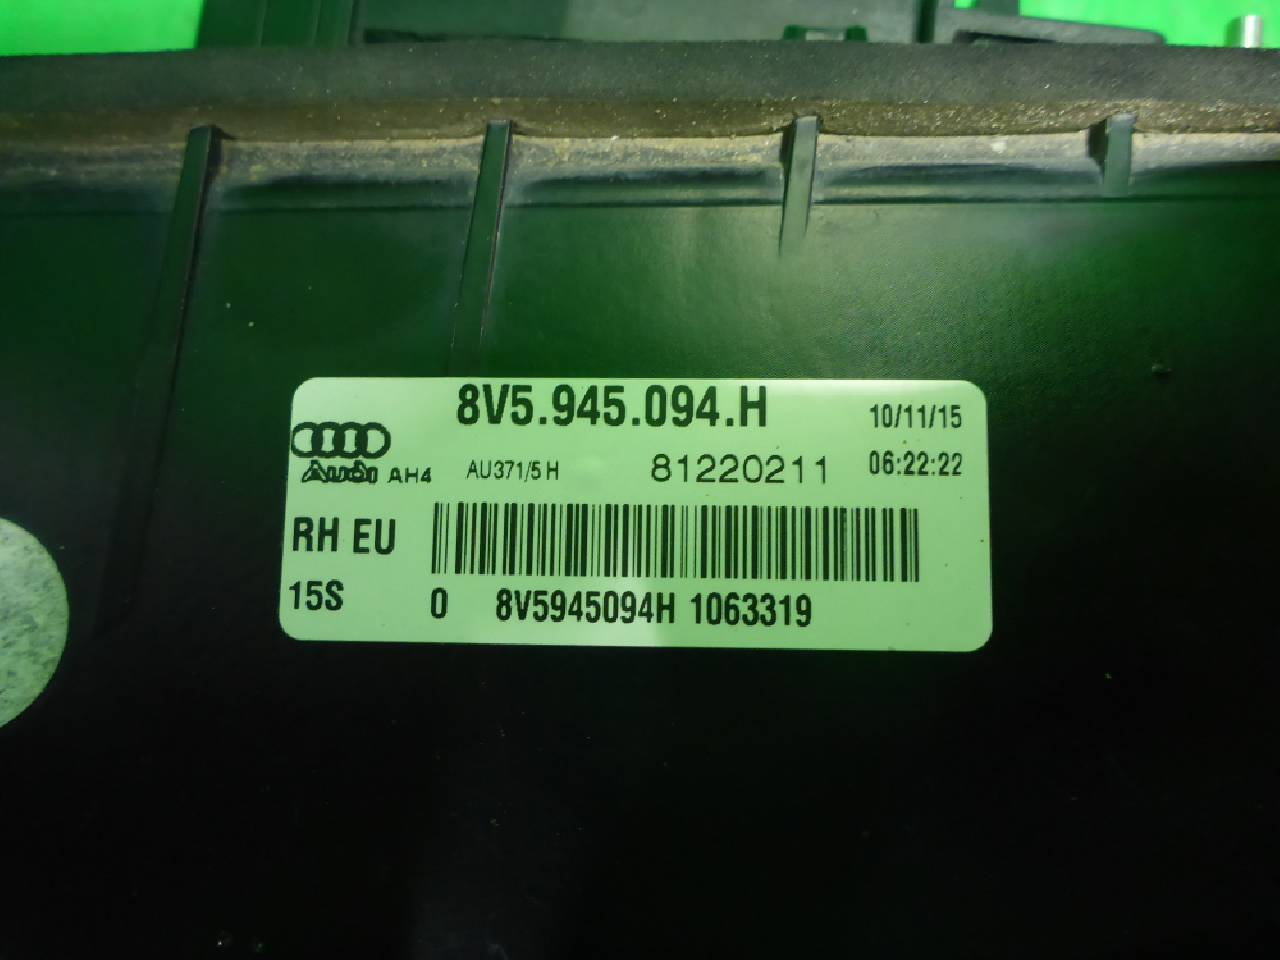 8V5.945.094.H
10/11/15
Audi AH4 AU371/5 H 81220211 06:22:22
RH EU
15S 0 8V5945094H 1063319